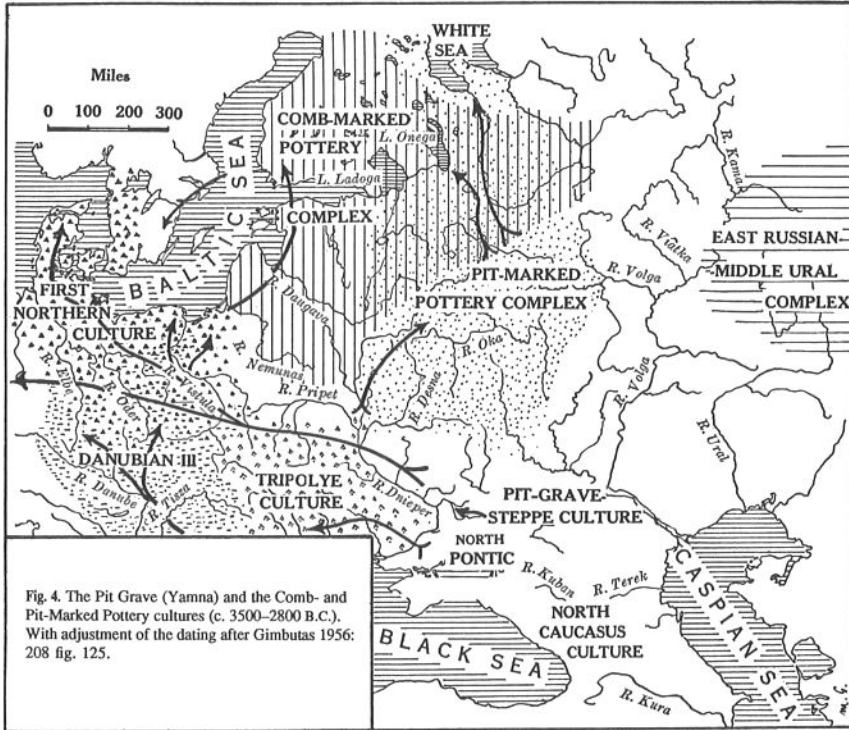 WHITE
SEA
Miles
0 100 200 300
COMB-MARKED
POTTERY
L. Onega
COMPLEX
L. Ladoga
BALTIC SEA
R. Kama
R. Viatka
EAST RUSSIAN-
MIDDLE URAL
COMPLEX
R. Volga
PIT-MARKED
POTTERY COMPLEX
FIRST
NORTHERN
CULTURE
R. Daugava
R. Nemunas
R. Pripet
R. Oka
R. Desna
R. Volga
R. Ural
R. Elbe
R. Oder
R. Vistula
DANUBIAN III
R. Danube
R. Tisza
TRIPOLYE
CULTURE
R. Dnieper
PIT-GRAVE-
STEPPE CULTURE
NORTH
PONTIC
R. Kuban
R. Terek
NORTH
CAUCASUS
CULTURE
CASPIAN SEA
BLACK SEA
R. Kura
m. g.
Fig. 4. The Pit Grave (Yamna) and the Comb- and
Pit-Marked Pottery cultures (c. 3500–2800 B.C.).
With adjustment of the dating after Gimbutas 1956:
208 fig. 125.